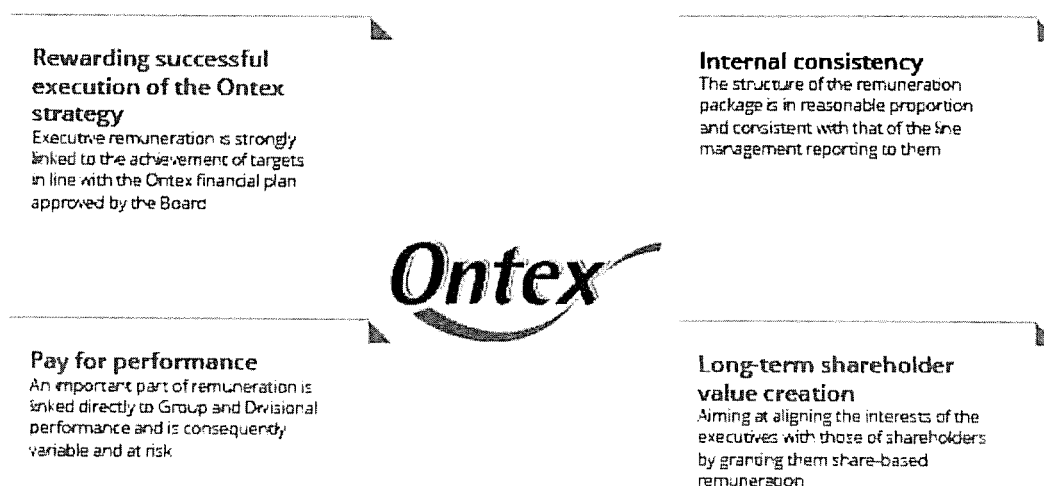 Rewarding successful
execution of the Ontex
strategy
Executive remuneration is strongly
linked to the achievement of targets
in line with the Ontex financial plan
approved by the Board
Internal consistency
The structure of the remuneration
package is in reasonable proportion
and consistent with that of the line
management reporting to them
Ontex
Pay for performance
An important part of remuneration is
linked directly to Group and Divisional
performance and is consequently
variable and at risk
Long-term shareholder
value creation
Aiming at aligning the interests of the
executives with those of shareholders
by granting them share-based
remuneration